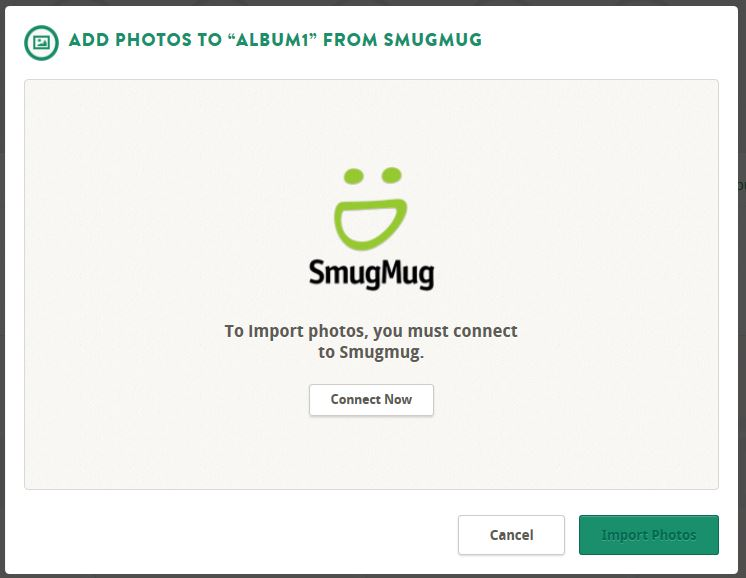 ADD PHOTOS TO “ALBUM1” FROM SMUGMUG
SmugMug
To Import photos, you must connect
to Smugmug.
Connect Now
Cancel
Import Photos